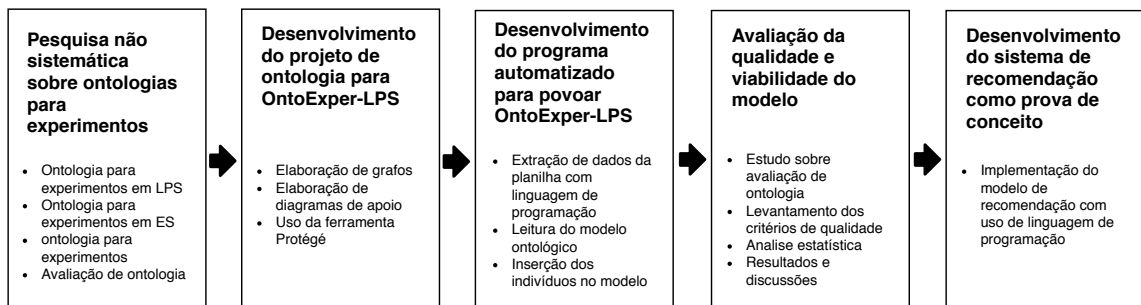 Pesquisa não
sistemática
sobre ontologias
para
experimentos
• Ontologia para
experimentos em LPS
• Ontologia para
experimentos em ES
• ontologia para
experimentos
• Avaliação de ontologia
Desenvolvimento
do projeto de
ontologia para
OntoExper-LPS
• Elaboração de grafos
• Elaboração de
diagramas de apoio
• Uso da ferramenta
Protégé
Desenvolvimento
do programa
automatizado
para povoar
OntoExper-LPS
• Extração de dados da
planilha com
linguagem de
programação
• Leitura do modelo
ontológico
• Inserção dos
indivíduos no modelo
Avaliação da
qualidade e
viabilidade do
modelo
• Estudo sobre
avaliação de
ontologia
• Levantamento dos
critérios de qualidade
• Analise estatística
• Resultados e
discussões
Desenvolvimento
do sistema de
recomendação
como prova de
conceito
• Implementação do
modelo de
recomendação com
uso de linguagem de
programação